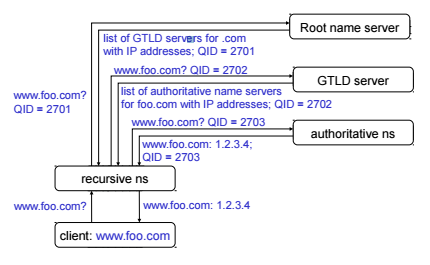 Root name server
list of GTLD servers for .com
with IP addresses; QID = 2701
www.foo.com? QID = 2702
GTLD server
www.foo.com?
QID = 2701
list of authoritative name servers
for foo.com with IP addresses; QID = 2702
www.foo.com? QID = 2703
authoritative ns
www.foo.com: 1.2.3.4;
QID = 2703
recursive ns
www.foo.com?
www.foo.com: 1.2.3.4
client: www.foo.com